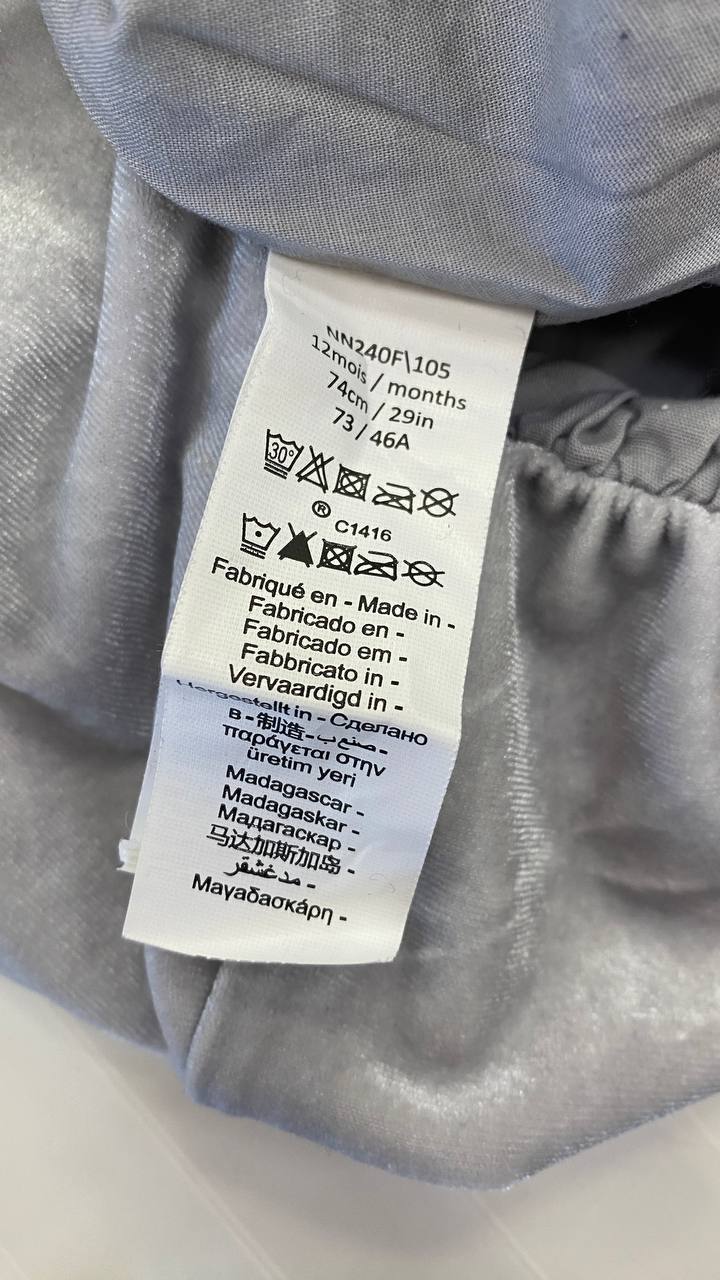 NN240F\105
12mois / months
74cm / 29in
73 / 46A
30°
® C1416
Fabriqué en - Made in -
Fabricado en -
Fabricado em -
Fabbricato in -
Vervaardigd in -
Hergestellt in - Сделано
в - 制造 - صنع ب -
παράγεται στην
üretim yeri
Madagascar -
Madagaskar -
Мадагаскар -
马达加斯加岛 -
مدغشقر -
Μαγαδασκάρη -